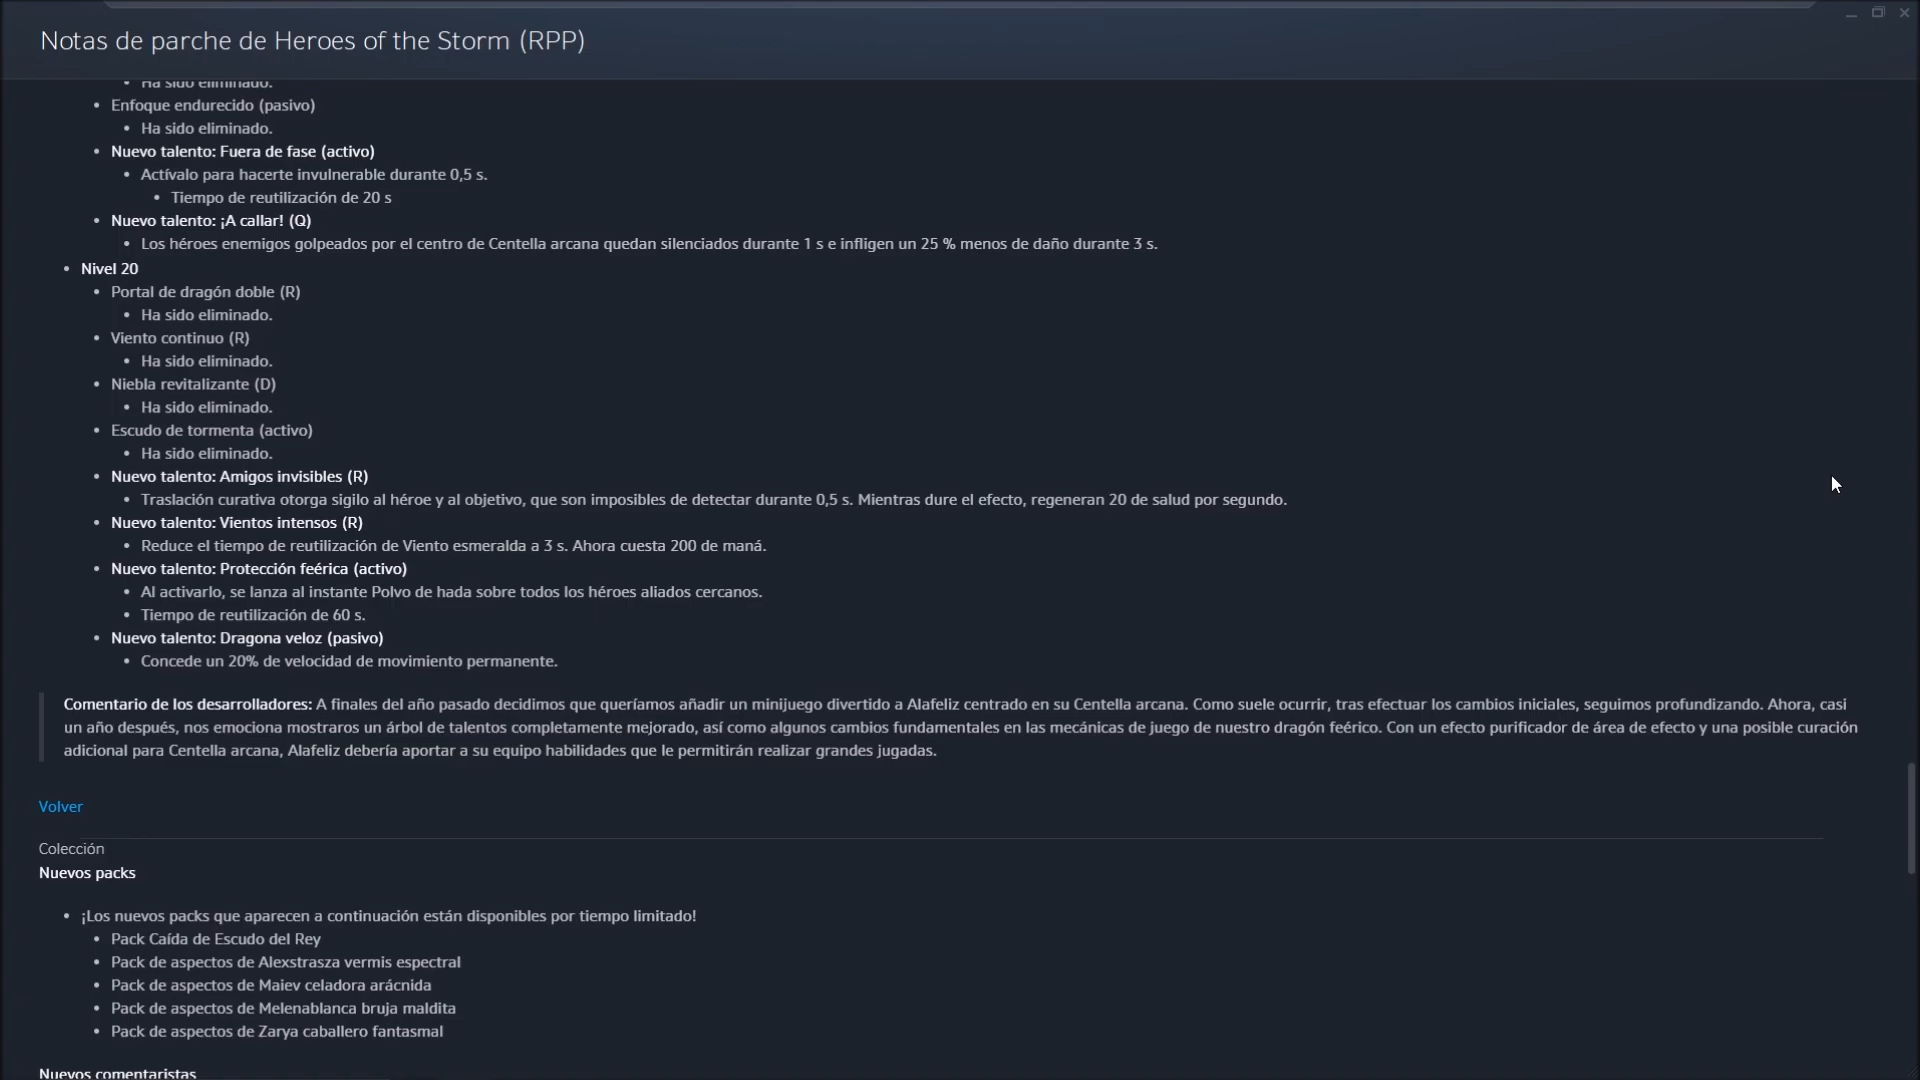 Notas de parche de Heroes of the Storm (RPP)
Ha sido eliminado.
Enfoque endurecido (pasivo)
Ha sido eliminado.
Nuevo talento: Fuera de fase (activo)
Actívalo para hacerte invulnerable durante 0,5 s.
Tiempo de reutilización de 20 s
Nuevo talento: ¡A callar! (Q)
Los héroes enemigos golpeados por el centro de Centella arcana quedan silenciados durante 1 s e infligen un 25 % menos de daño durante 3 s.
Nivel 20
Portal de dragón doble (R)
Ha sido eliminado.
Viento continuo (R)
Ha sido eliminado.
Niebla revitalizante (D)
Ha sido eliminado.
Escudo de tormenta (activo)
Ha sido eliminado.
Nuevo talento: Amigos invisibles (R)
Traslación curativa otorga sigilo al héroe y al objetivo, que son imposibles de detectar durante 0,5 s. Mientras dure el efecto, regeneran 20 de salud por segundo.
Nuevo talento: Vientos intensos (R)
Reduce el tiempo de reutilización de Viento esmeralda a 3 s. Ahora cuesta 200 de maná.
Nuevo talento: Protección feérica (activo)
Al activarlo, se lanza al instante Polvo de hada sobre todos los héroes aliados cercanos.
Tiempo de reutilización de 60 s.
Nuevo talento: Dragona veloz (pasivo)
Concede un 20% de velocidad de movimiento permanente.
Comentario de los desarrolladores: A finales del año pasado decidimos que queríamos añadir un minijuego divertido a Alafeliz centrado en su Centella arcana. Como suele ocurrir, tras efectuar los cambios iniciales, seguimos profundizando. Ahora, casi
un año después, nos emociona mostraros un árbol de talentos completamente mejorado, así como algunos cambios fundamentales en las mecánicas de juego de nuestro dragón feérico. Con un efecto purificador de área de efecto y una posible curación
adicional para Centella arcana, Alafeliz debería aportar a su equipo habilidades que le permitirán realizar grandes jugadas.
Volver
Colección
Nuevos packs
¡Los nuevos packs que aparecen a continuación están disponibles por tiempo limitado!
Pack Caída de Escudo del Rey
Pack de aspectos de Alexstrasza vermis espectral
Pack de aspectos de Maiev celadora arácnida
Pack de aspectos de Melenablanca bruja maldita
Pack de aspectos de Zarya caballero fantasmal
Nuevos comentaristas